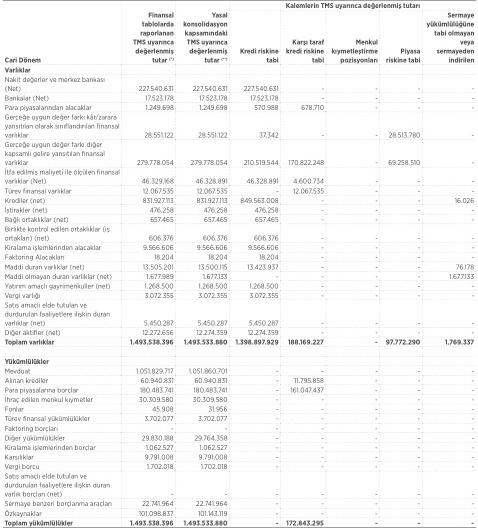 Kalemlerin TMS uyarınca değerlenmiş tutarı
Cari Dönem | Finansal tablolarda raporlanan TMS uyarınca değerlenmiş tutar (*) | Yasal konsolidasyon kapsamındaki TMS uyarınca değerlenmiş tutar (**) | Kredi riskine tabi | Karşı taraf kredi riskine tabi | Menkul kıymetleştirme pozisyonları | Piyasa riskine tabi | Sermaye yükümlülüğüne tabi olmayan veya sermayeden indirilen
Varlıklar
Nakit değerler ve merkez bankası
(Net) 227.540.631 227.540.631 227.540.631 - - - -
Bankalar (Net) 17.523.178 17.523.178 17.523.178 - - - -
Para piyasalarından alacaklar 1.249.698 1.249.698 570.988 678.710 - - -
Gerçeğe uygun değer farkı kâr/zarara
yansıtılan olarak sınıflandırılan finansal
varlıklar 28.551.122 28.551.122 37.342 - - 28.513.780 -
Gerçeğe uygun değer farkı diğer
kapsamlı gelire yansıtılan finansal
varlıklar 279.778.054 279.778.054 210.519.544 170.822.248 - 69.258.510 -
İtfa edilmiş maliyeti ile ölçülen finansal
varlıklar (Net) 46.329.168 46.328.891 46.328.891 4.600.734 - - -
Türev finansal varlıklar 12.067.535 12.067.535 - 12.067.535 - - -
Krediler (net) 831.927.113 831.927.113 849.563.008 - - - 16.026
İştirakler (net) 476.258 476.258 476.258 - - - -
Bağlı ortaklıklar (net) 657.465 657.465 657.465 - - - -
Birlikte kontrol edilen ortaklıklar (iş
ortakları) (net) 606.376 606.376 606.376 - - - -
Kiralama işlemlerinden alacaklar 9.566.606 9.566.606 9.566.606 - - - -
Faktoring Alacakları 18.204 18.204 18.204 - - - -
Maddi duran varlıklar (net) 13.505.201 13.500.115 13.423.937 - - - 76.178
Maddi olmayan duran varlıklar (net) 1.677.989 1.677.133 - - - - 1.677.133
Yatırım amaçlı gayrimenkuller (net) 1.268.500 1.268.500 1.268.500 - - - -
Vergi varlığı 3.072.355 3.072.355 3.072.355 - - - -
Satış amaçlı elde tutulan ve
durdurulan faaliyetlere ilişkin duran
varlıklar (net) 5.450.287 5.450.287 5.450.287 - - - -
Diğer aktifler (net) 12.272.656 12.274.359 12.274.359 - - - -
Toplam varlıklar 1.493.538.396 1.493.533.880 1.398.897.929 188.169.227 - 97.772.290 1.769.337
Yükümlülükler
Mevduat 1.051.829.717 1.051.860.701 - - - - -
Alınan krediler 60.940.831 60.940.831 - 11.795.858 - - -
Para piyasalarına borçlar 180.483.741 180.483.741 - 161.047.437 - - -
İhraç edilen menkul kıymetler 30.309.580 30.309.580 - - - - -
Fonlar 45.908 31.956 - - - - -
Türev finansal yükümlülükler 3.702.077 3.702.077 - - - - -
Faktoring borçları - - - - - - -
Diğer yükümlülükler 29.830.188 29.764.358 - - - - -
Kiralama işlemlerinden borçlar 1.062.527 1.062.527 - - - - -
Karşılıklar 9.791.008 9.791.008 - - - - -
Vergi borcu 1.702.018 1.702.018 - - - - -
Satış amaçlı elde tutulan ve
durdurulan faaliyetlere ilişkin duran
varlık borçları (net) - - - - - - -
Sermaye benzeri borçlanma araçları 22.741.964 22.741.964 - - - - -
Özkaynaklar 101.098.837 101.143.119 - - - - -
Toplam yükümlülükler 1.493.538.396 1.493.533.880 - 172.843.295 - - -